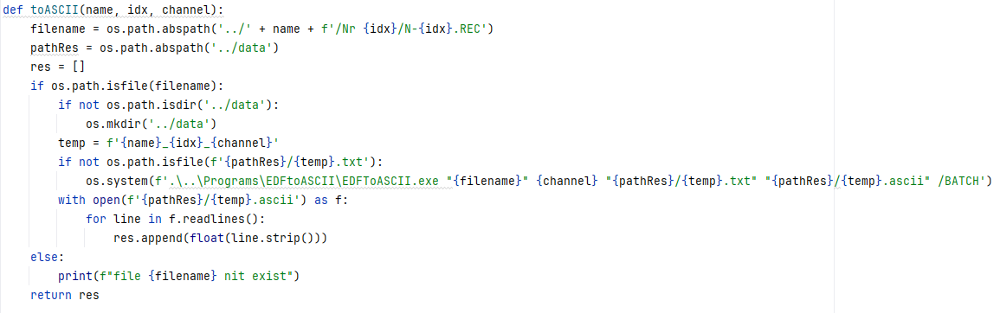 def toASCII(name, idx, channel):
    filename = os.path.abspath('../' + name + f'/Nr {idx}/N-{idx}.REC')
    pathRes = os.path.abspath('../data')
    res = []
    if os.path.isfile(filename):
        if not os.path.isdir('../data'):
            os.mkdir('../data')
        temp = f'{name}_{idx}_{channel}'
        if not os.path.isfile(f'{pathRes}/{temp}.txt'):
            os.system(f'.\..\Programs\EDFtoASCII\EDFToASCII.exe "{filename}" {channel} "{pathRes}/{temp}.txt" "{pathRes}/{temp}.ascii" /BATCH')
        with open(f'{pathRes}/{temp}.ascii') as f:
            for line in f.readlines():
                res.append(float(line.strip()))
    else:
        print(f"file {filename} nit exist")
    return res